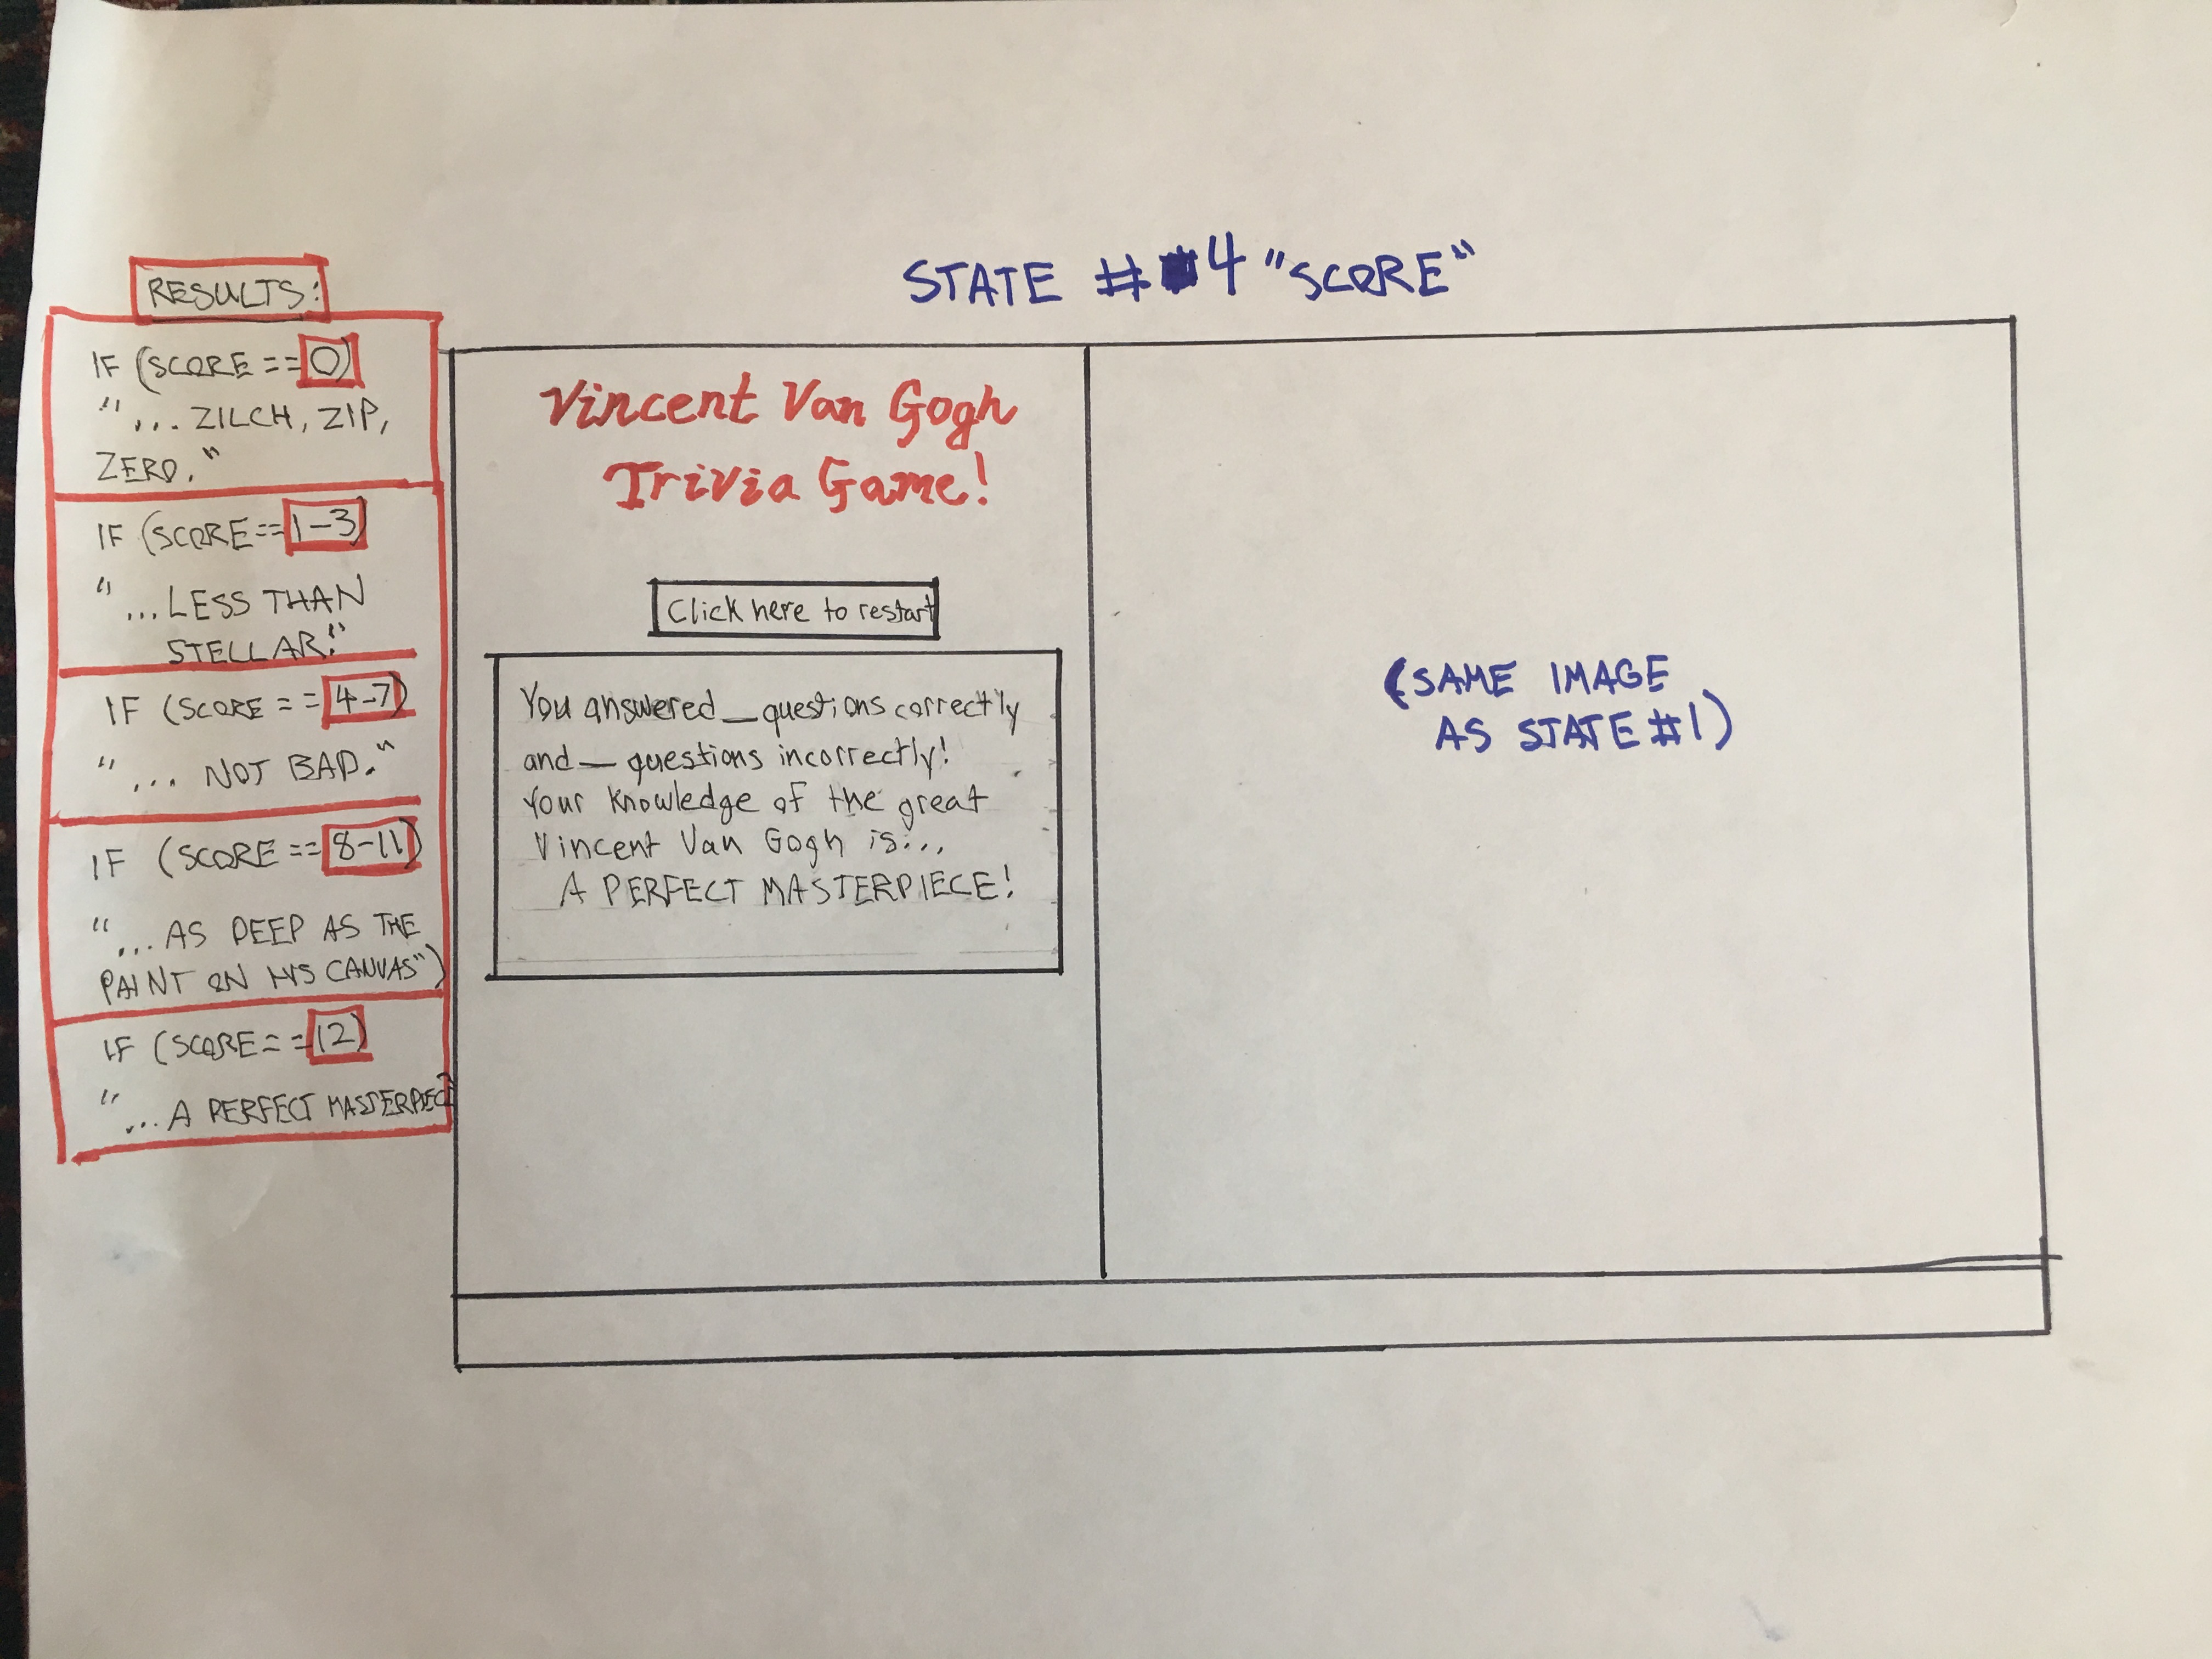 STATE #4 "SCORE"
RESULTS:
IF (SCORE == 0)
"... ZILCH, ZIP,
ZERO."
IF (SCORE == 1-3)
"... LESS THAN
STELLAR."
IF (SCORE == 4-7)
"... NOT BAD."
IF (SCORE == 8-11)
"... AS DEEP AS THE
PAINT ON HIS CANVAS")
IF (SCORE == 12)
"... A PERFECT MASTERPIECE
Vincent Van Gogh
Trivia Game!
Click here to restart
You answered _ questions correctly
and _ questions incorrectly!
Your knowledge of the great
Vincent Van Gogh is...
A PERFECT MASTERPIECE!
(SAME IMAGE
AS STATE #1)